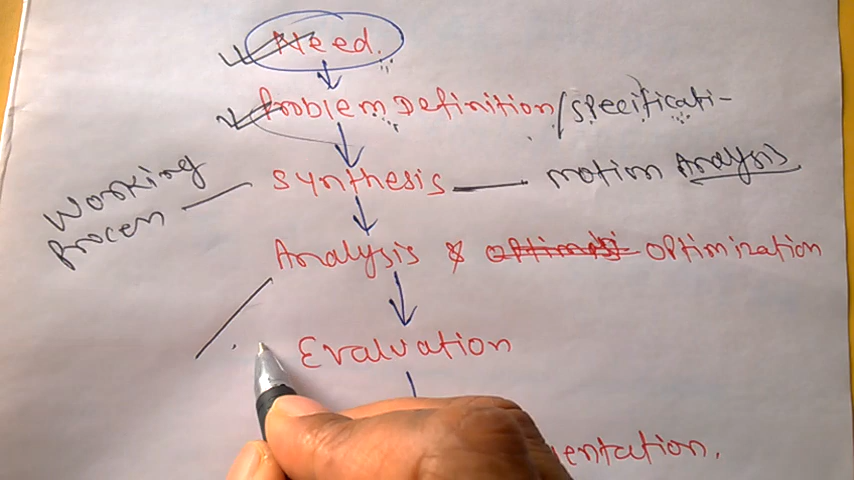 Need
Problem Definition/specificati-
Working
Process
synthesis — motion Analysis
Analysis & optimization
Evaluation
entation.